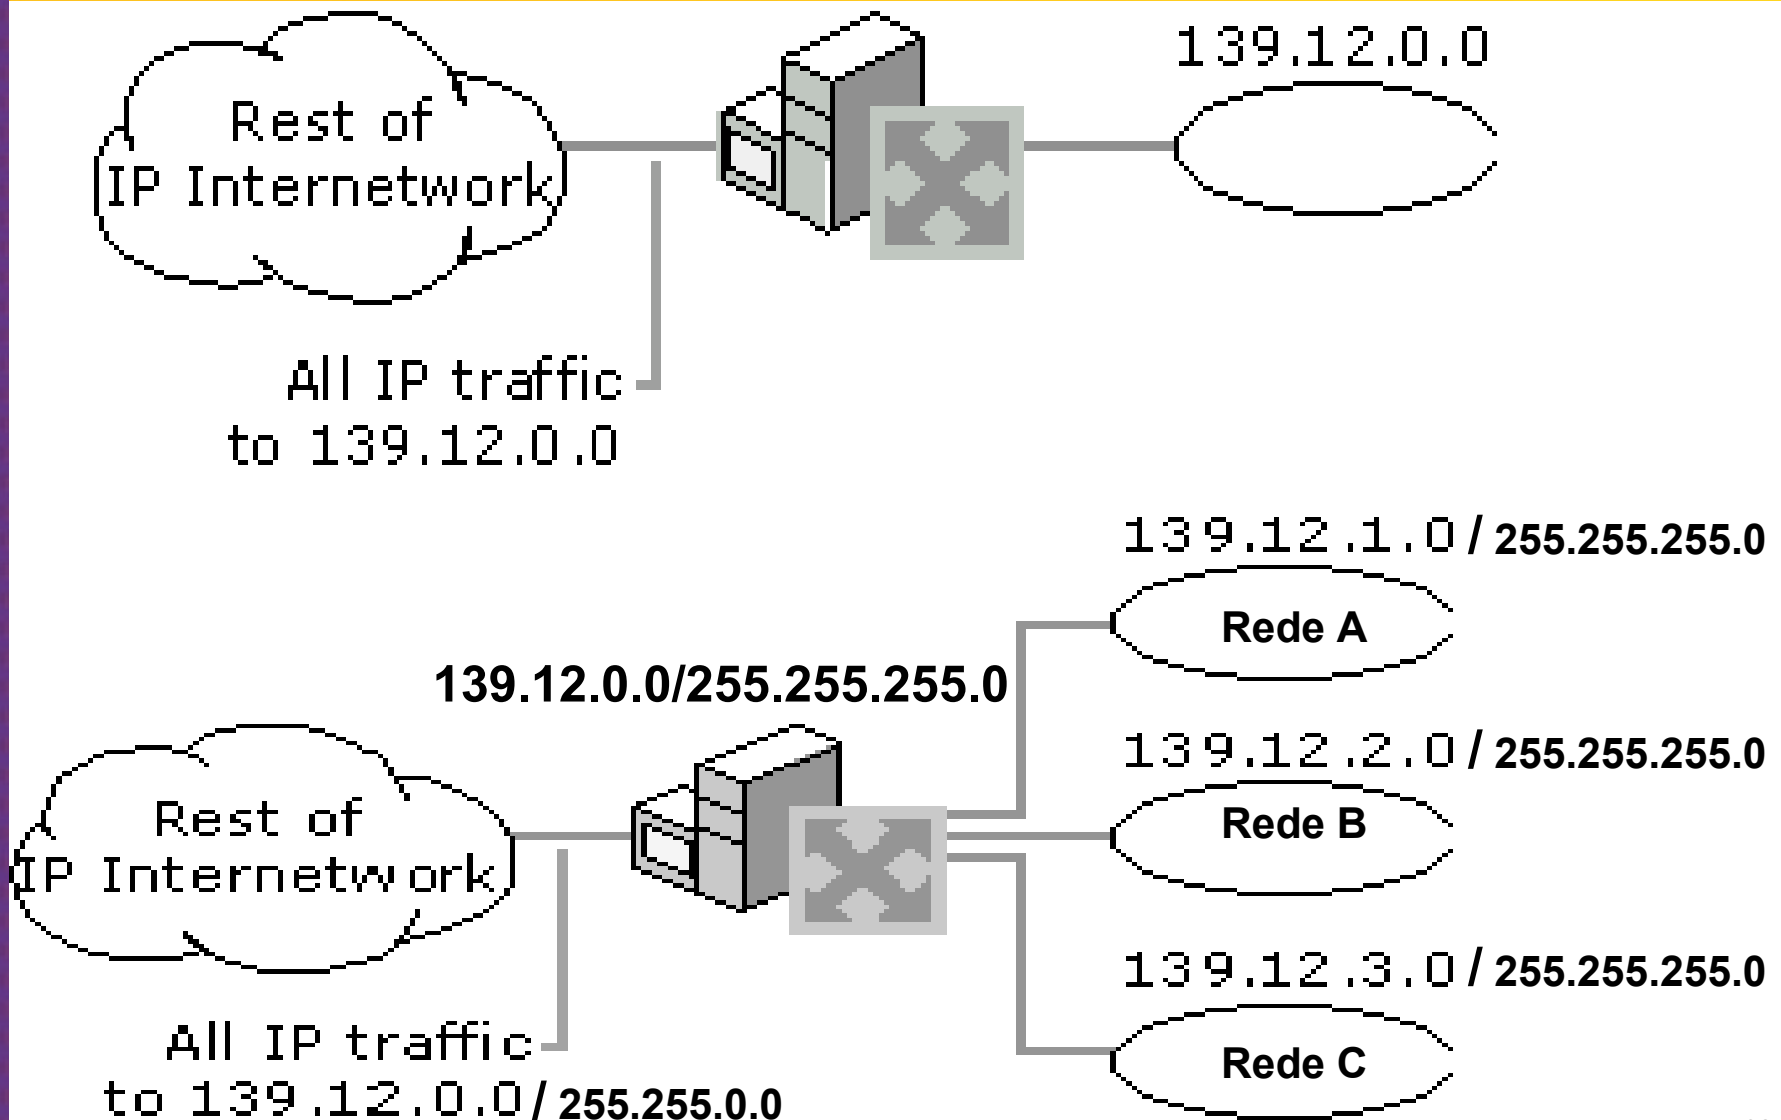 139.12.0.0
Rest of
IP Internetwork
All IP traffic
to 139.12.0.0
139.12.1.0 / 255.255.255.0
Rede A
139.12.0.0/255.255.255.0
139.12.2.0 / 255.255.255.0
Rest of
IP Internetwork
Rede B
139.12.3.0 / 255.255.255.0
All IP traffic
to 139.12.0.0 / 255.255.0.0
Rede C